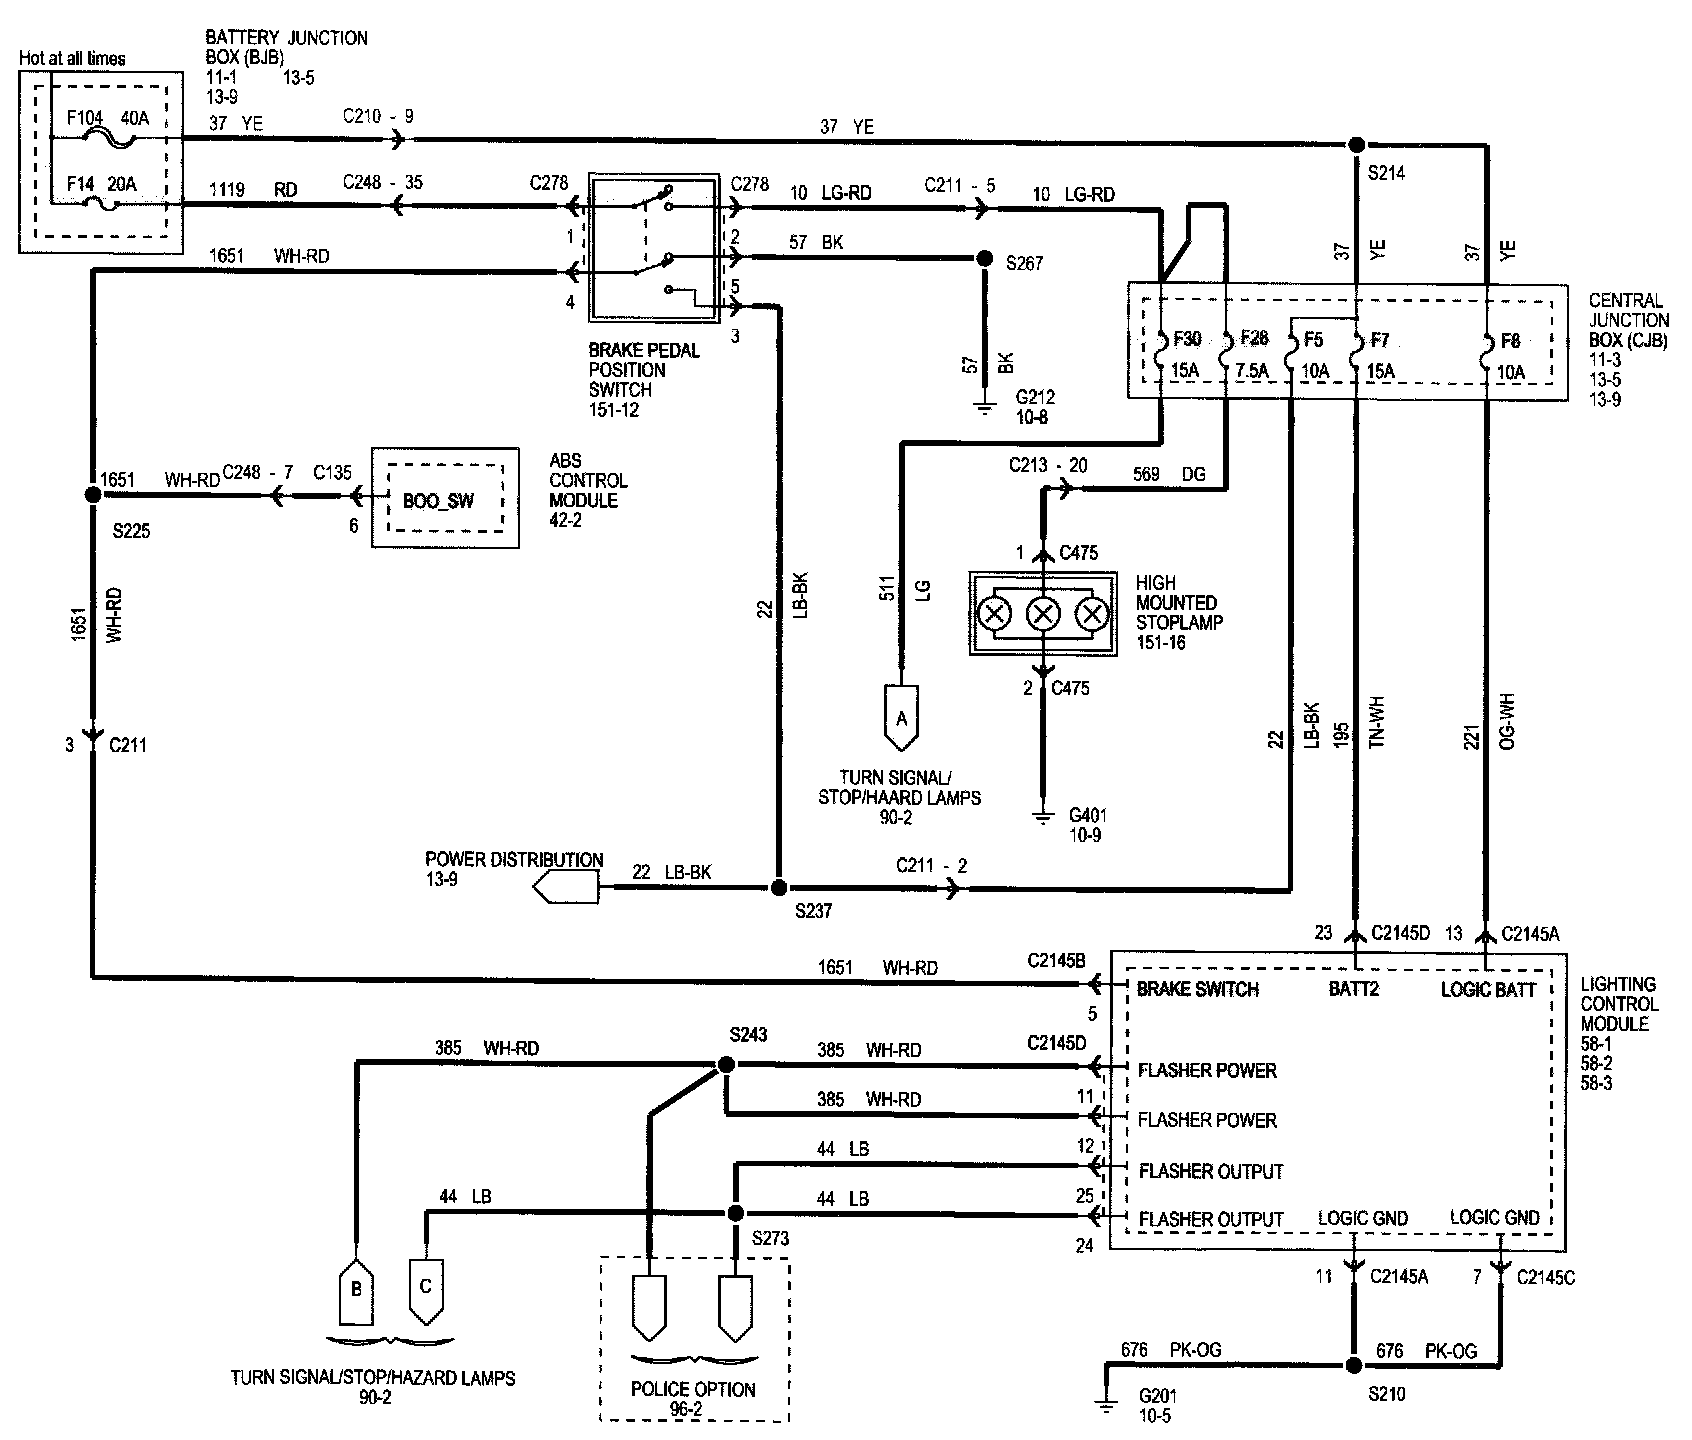 Hot at all times
BATTERY JUNCTION
BOX (BJB)
11-1 13-5
13-9
F104 40A
37 YE
C210 - 9
37 YE
S214
F14 20A
1119 RD
C248 - 35
C278
C278
10 LG-RD
C211 - 5
10 LG-RD
1
2
1651 WH-RD
57 BK
S267
4
5
3
37 YE
37 YE
BRAKE PEDAL
POSITION
SWITCH
151-12
57 BK
G212
10-8
F30
15A
F28
7.5A
F5
10A
F7
15A
F8
10A
CENTRAL
JUNCTION
BOX (CJB)
11-3
13-5
13-9
1651 WH-RD
C248 - 7
C135
6
BOO_SW
ABS
CONTROL
MODULE
42-2
S225
C213 - 20
569 DG
1 C475
HIGH
MOUNTED
STOPLAMP
151-16
2 C475
G401
10-9
1651 WH-RD
22 LB-BK
511 LG
A
TURN SIGNAL/
STOP/HAARD LAMPS
90-2
22 LB-BK
195 TN-WH
221 OG-WH
3 C211
POWER DISTRIBUTION
13-9
22 LB-BK
C211 - 2
S237
23 C2145D
13 C2145A
1651 WH-RD
C2145B
5
BRAKE SWITCH
BATT2
LOGIC BATT
LIGHTING
CONTROL
MODULE
58-1
58-2
58-3
S243
385 WH-RD
385 WH-RD
C2145D
FLASHER POWER
11
385 WH-RD
FLASHER POWER
12
44 LB
FLASHER OUTPUT
25
44 LB
44 LB
FLASHER OUTPUT
24
LOGIC GND
LOGIC GND
S273
11 C2145A
7 C2145C
B
C
TURN SIGNAL/STOP/HAZARD LAMPS
90-2
POLICE OPTION
96-2
676 PK-OG
676 PK-OG
S210
G201
10-5